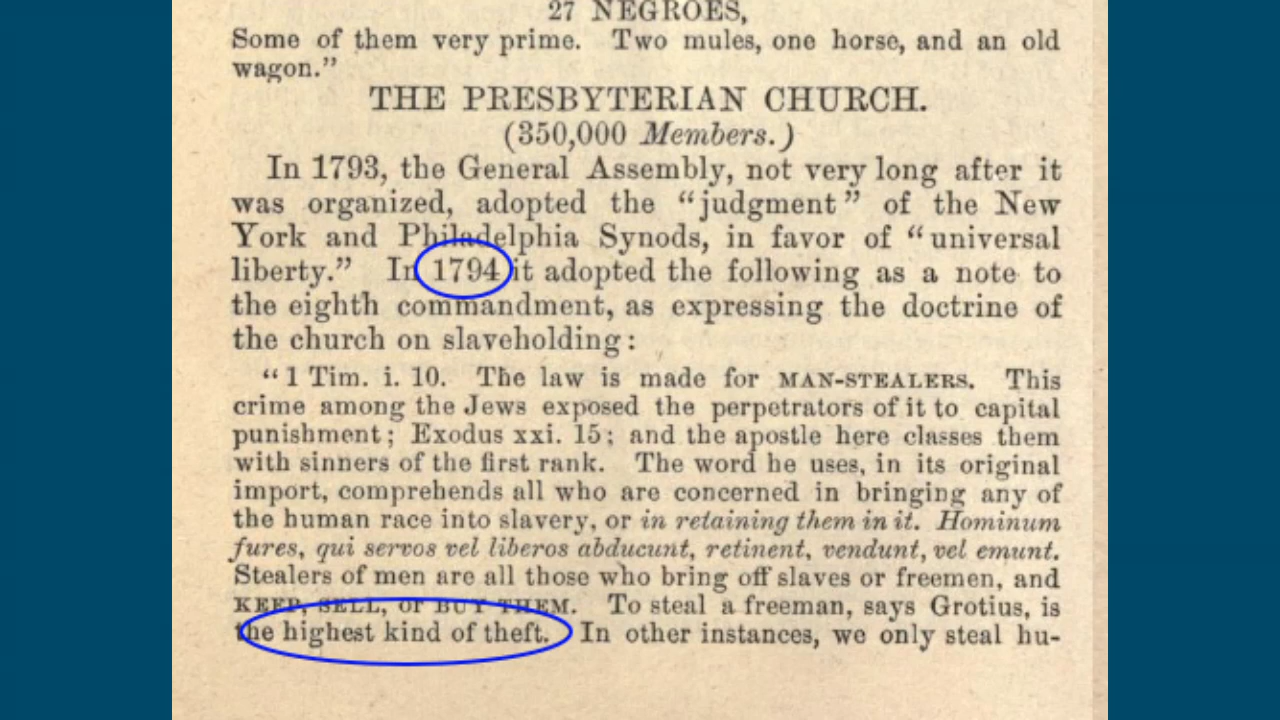 27 NEGROES,
Some of them very prime. Two mules, one horse, and an old
wagon.”
THE PRESBYTERIAN CHURCH.
(350,000 Members.)
In 1793, the General Assembly, not very long after it
was organized, adopted the “judgment” of the New
York and Philadelphia Synods, in favor of “universal
liberty.” In 1794 it adopted the following as a note to
the eighth commandment, as expressing the doctrine of
the church on slaveholding:
“1 Tim. i. 10. The law is made for MAN-STEALERS. This
crime among the Jews exposed the perpetrators of it to capital
punishment; Exodus xxi. 15; and the apostle here classes them
with sinners of the first rank. The word he uses, in its original
import, comprehends all who are concerned in bringing any of
the human race into slavery, or in retaining them in it. Hominum
fures, qui servos vel liberos abducunt, retinent, vendunt, vel emunt.
Stealers of men are all those who bring off slaves or freemen, and
KEEP, SELL, OR BUY THEM. To steal a freeman, says Grotius, is
the highest kind of theft. In other instances, we only steal hu-